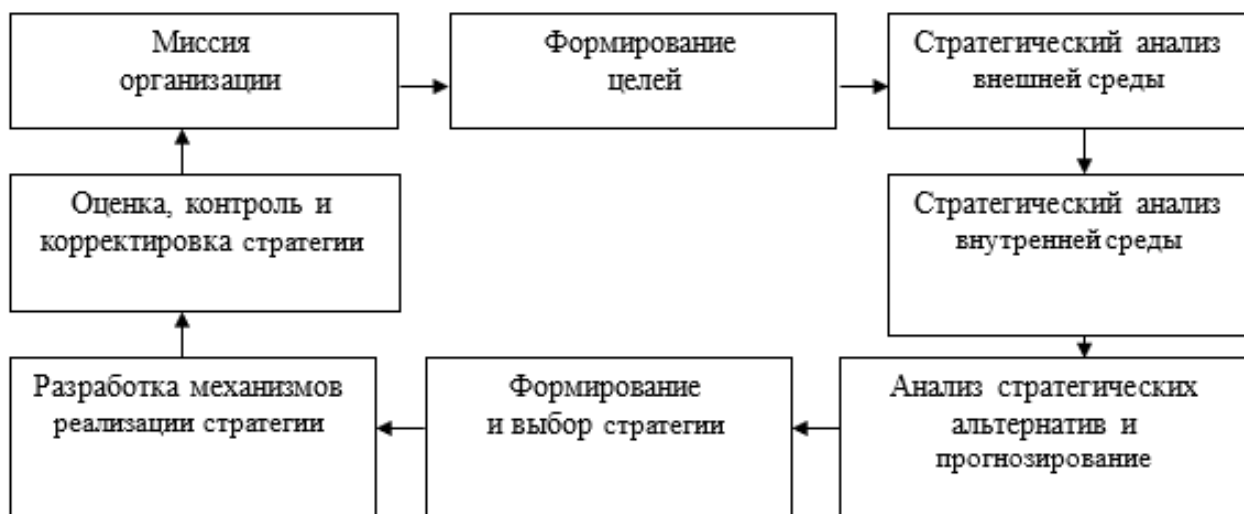 Миссия
организации
Формирование
целей
Стратегический анализ
внешней среды
Стратегический анализ
внутренней среды
Анализ стратегических
альтернатив и
прогнозирование
Формирование
и выбор стратегии
Разработка механизмов
реализации стратегии
Оценка, контроль и
корректировка стратегии